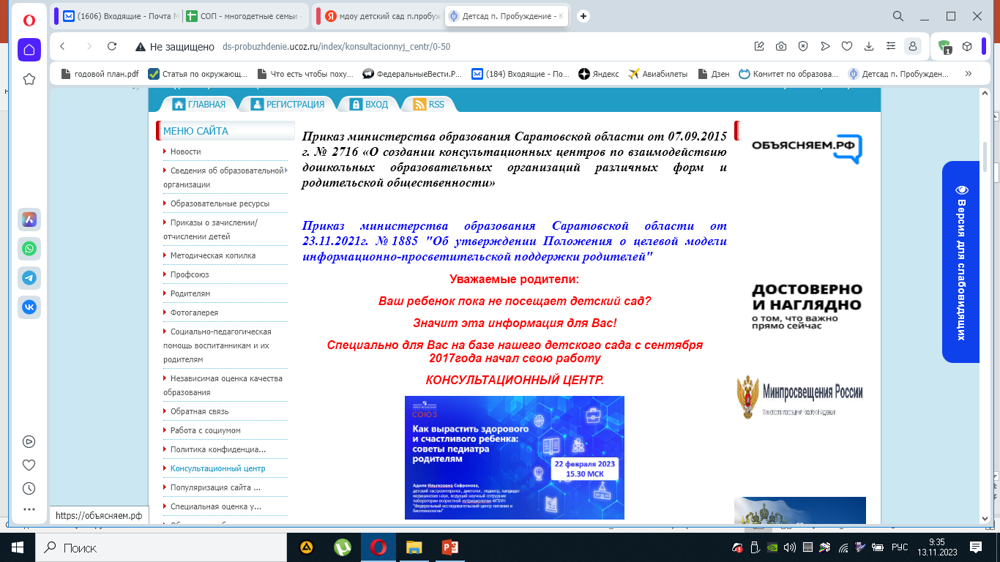 (1606) Входящие - Почта M
СОП - многодетные семьи -
мдоу детский сад п.пробуж
Детсад п. Пробуждение - К
Не защищено ds-probuzhdenie.ucoz.ru/index/konsultacionnyj_centr/0-50
1
годовой план.pdf
Статья по окружающ...
Что есть чтобы поху...
ФедеральныеВести.Р...
(184) Входящие - По...
Яндекс
Авиабилеты
Дзен
Комитет по образова...
Детсад п. Пробужден...
ГЛАВНАЯ
РЕГИСТРАЦИЯ
ВХОД
RSS
МЕНЮ САЙТА
Новости
Сведения об образовательной
организации
Образовательные ресурсы
Приказы о зачислении/
отчислении детей
Методическая копилка
Профсоюз
Родителям
Фотогалерея
Социально-педагогическая
помощь воспитанникам и их
родителям
Независимая оценка качества
образования
Обратная связь
Работа с социумом
Политика конфиденциа...
Консультационный центр
Популяризация сайта ...
Специальная оценка у...
Приказ министерства образования Саратовской области от 07.09.2015
г. № 2716 «О создании консультационных центров по взаимодействию
дошкольных образовательных организаций различных форм и
родительской общественности»
Приказ министерства образования Саратовской области от
23.11.2021г. № 1885 "Об утверждении Положения о целевой модели
информационно-просветительской поддержки родителей"
Уважаемые родители:
Ваш ребенок пока не посещает детский сад?
Значит эта информация для Вас!
Специально для Вас на базе нашего детского сада с сентября
2017года начал свою работу
КОНСУЛЬТАЦИОННЫЙ ЦЕНТР.
СОЮЗ
Как вырастить здорового
и счастливого ребенка:
советы педиатра
родителям
22 февраля 2023
15.30 МСК
Адиля Ильгизовна Сафронова,
детский гастроэнтеролог, диетолог, педиатр, кандидат
медицинских наук, ведущий научный сотрудник
лаборатории возрастной нутрициологии ФГБУН
"Федеральный исследовательский центр питания и
биотехнологии"
ОБЪЯСНЯЕМ.РФ
ДОСТОВЕРНО
И НАГЛЯДНО
о том, что важно
прямо сейчас
Минпросвещения России
Министерство просвещения Российской Федерации
Версия для слабовидящих
https://объясняем.рф
Поиск
РУС
9:35
13.11.2023